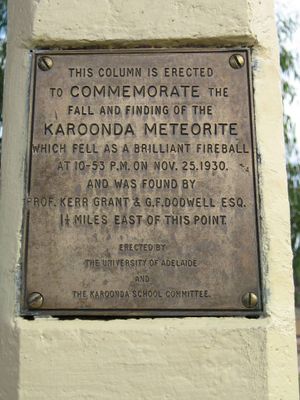 THIS COLUMN IS ERECTED
TO COMMEMORATE THE
FALL AND FINDING OF THE
KAROONDA METEORITE
WHICH FELL AS A BRILLIANT FIREBALL
AT 10-53 P.M. ON NOV. 25. 1930.
AND WAS FOUND BY
PROF. KERR GRANT & G.F. DODWELL ESQ.
1¼ MILES EAST OF THIS POINT.
ERECTED BY
THE UNIVERSITY OF ADELAIDE
AND
THE KAROONDA SCHOOL COMMITTEE.